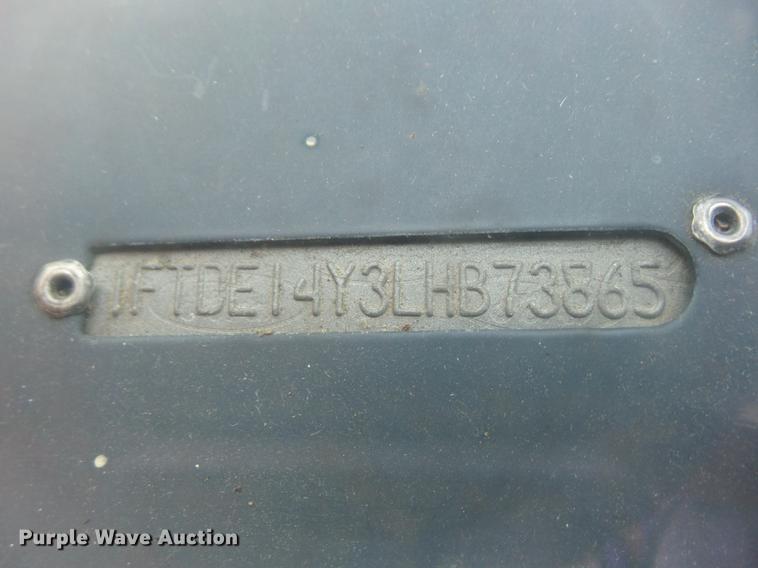 1FTDE14Y3LHB73865
Purple Wave Auction